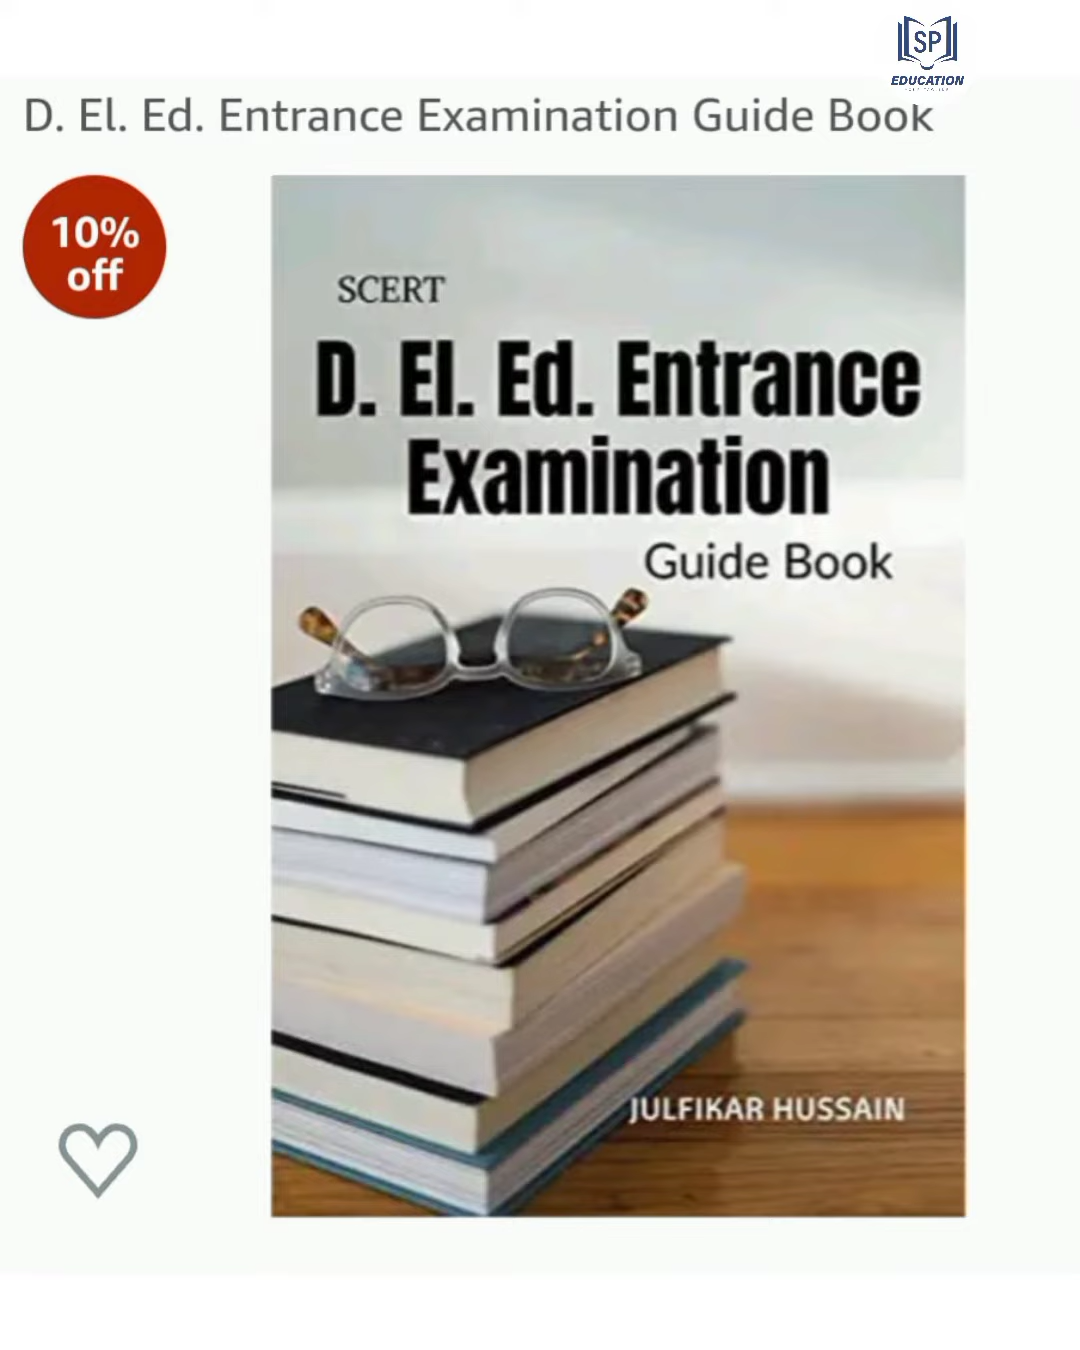 SP
EDUCATION
D. El. Ed. Entrance Examination Guide Book
10%
off
SCERT
D. El. Ed. Entrance
Examination
Guide Book
JULFIKAR HUSSAIN